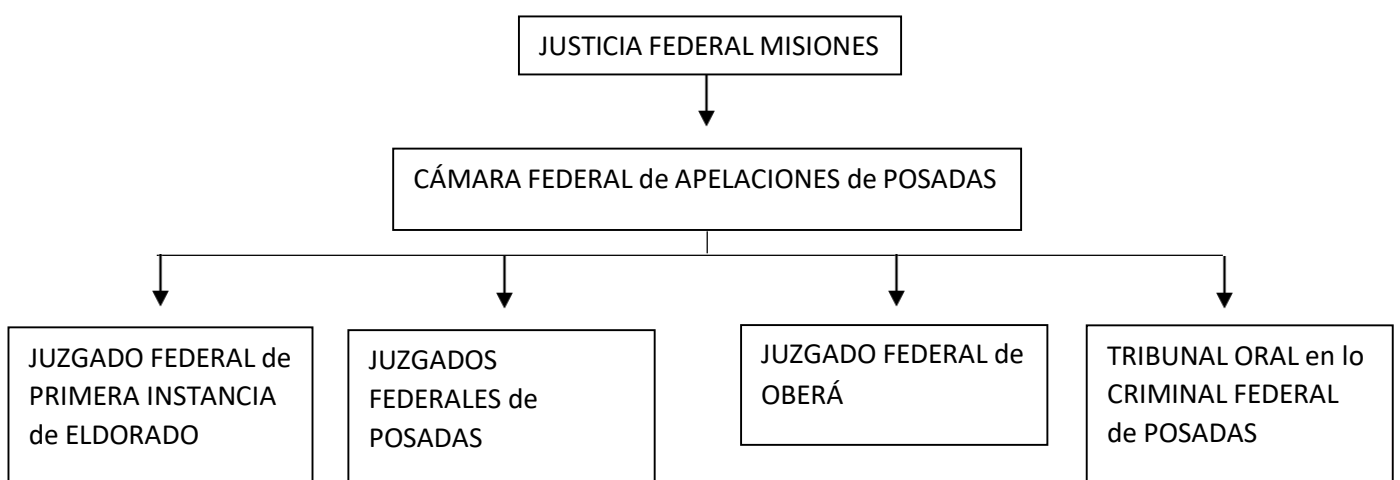 JUSTICIA FEDERAL MISIONES
CÁMARA FEDERAL de APELACIONES de POSADAS
JUZGADO FEDERAL de
PRIMERA INSTANCIA
de ELDORADO
JUZGADOS
FEDERALES de
POSADAS
JUZGADO FEDERAL de
OBERÁ
TRIBUNAL ORAL en lo
CRIMINAL FEDERAL
de POSADAS